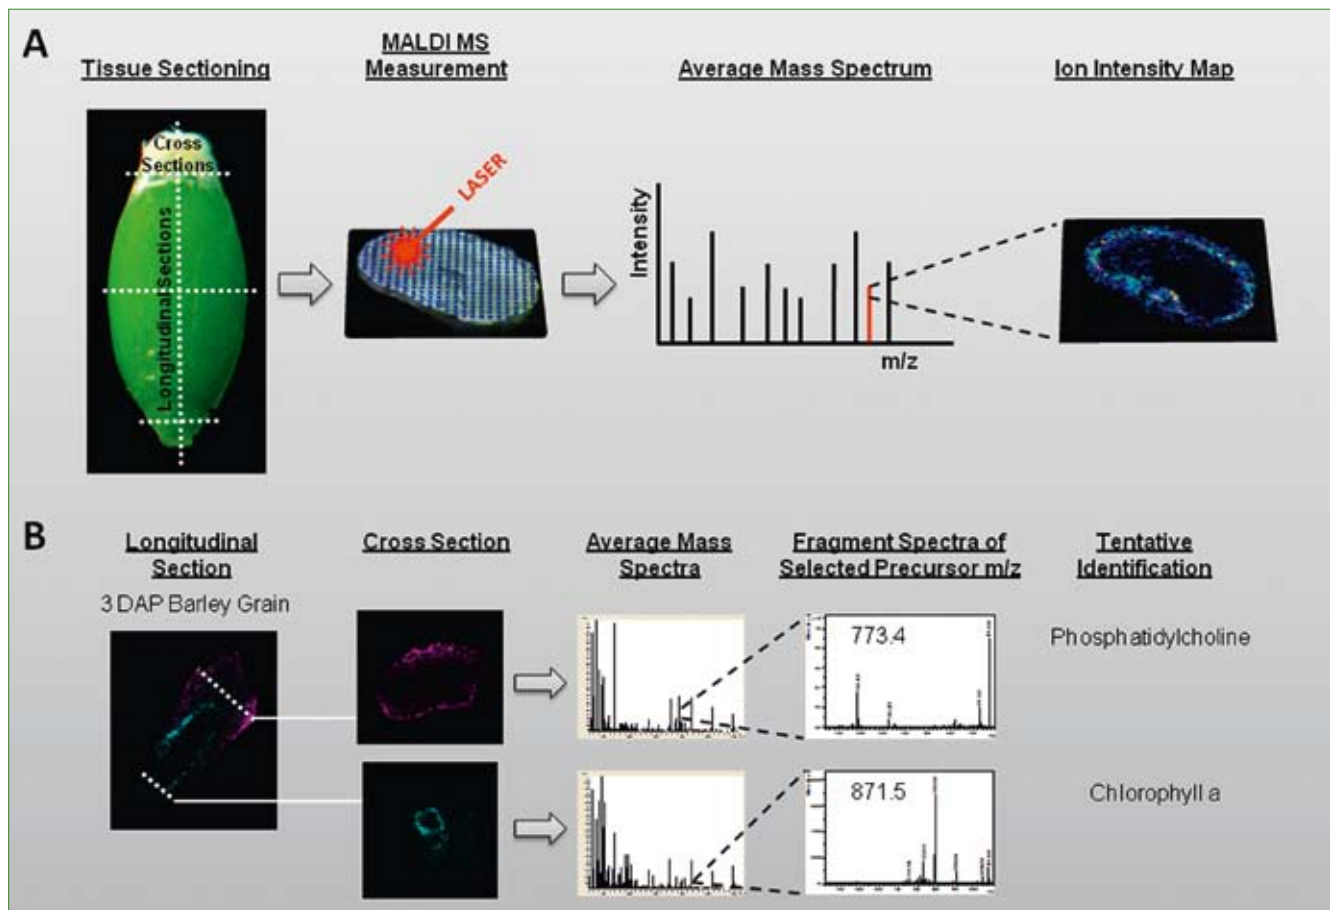 A
Tissue Sectioning
MALDI MS
Measurement
Average Mass Spectrum
Ion Intensity Map
Cross
Sections
Longitudinal Sections
LASER
Intensity
m/z
B
Longitudinal
Section
Cross Section
Average Mass
Spectra
Fragment Spectra of
Selected Precursor m/z
Tentative
Identification
3 DAP Barley Grain
773.4
Phosphatidylcholine
871.5
Chlorophyll a